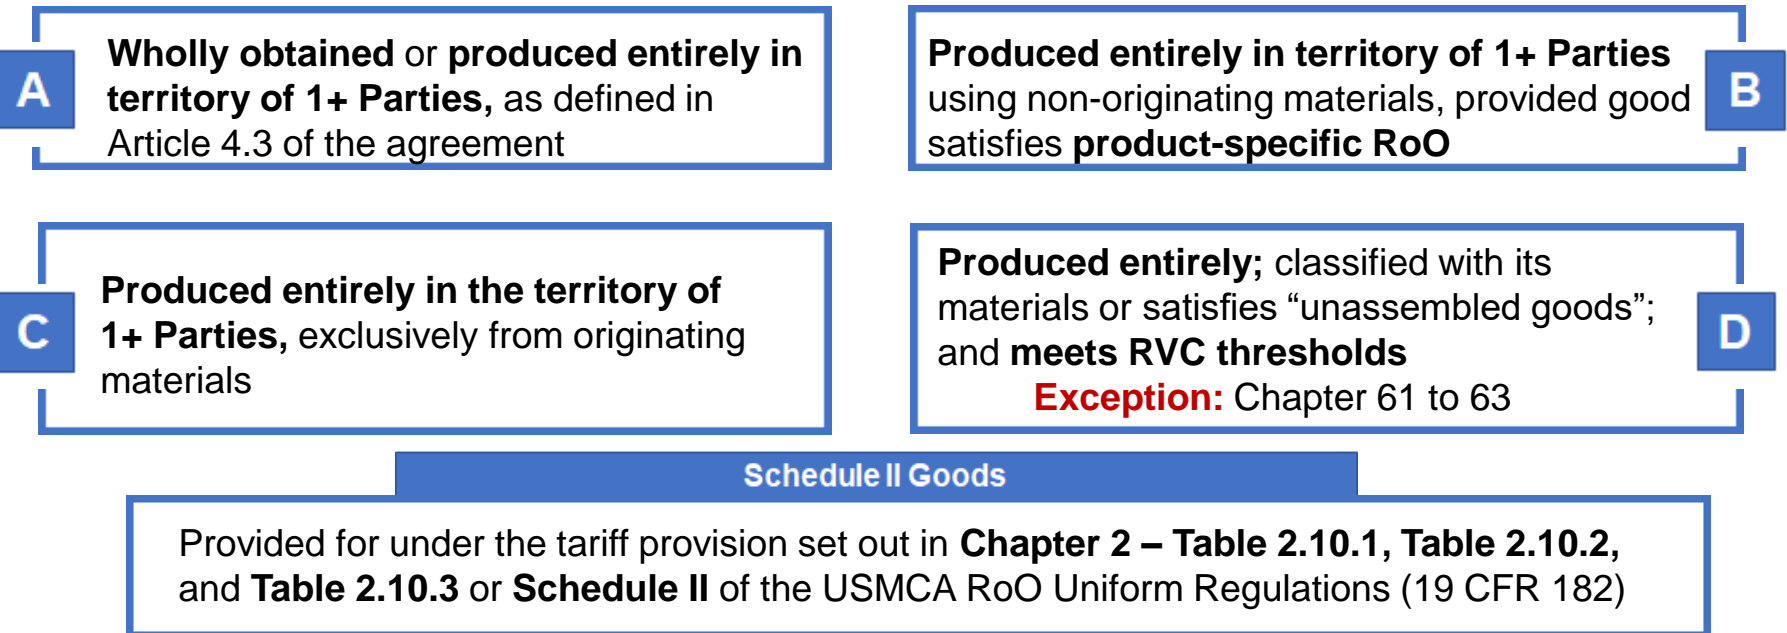 A
Wholly obtained or produced entirely in
territory of 1+ Parties, as defined in
Article 4.3 of the agreement
Produced entirely in territory of 1+ Parties
using non-originating materials, provided good
satisfies product-specific RoO
B
C
Produced entirely in the territory of
1+ Parties, exclusively from originating
materials
Produced entirely; classified with its
materials or satisfies “unassembled goods”;
and meets RVC thresholds
Exception: Chapter 61 to 63
D
Schedule II Goods
Provided for under the tariff provision set out in Chapter 2 – Table 2.10.1, Table 2.10.2,
and Table 2.10.3 or Schedule II of the USMCA RoO Uniform Regulations (19 CFR 182)